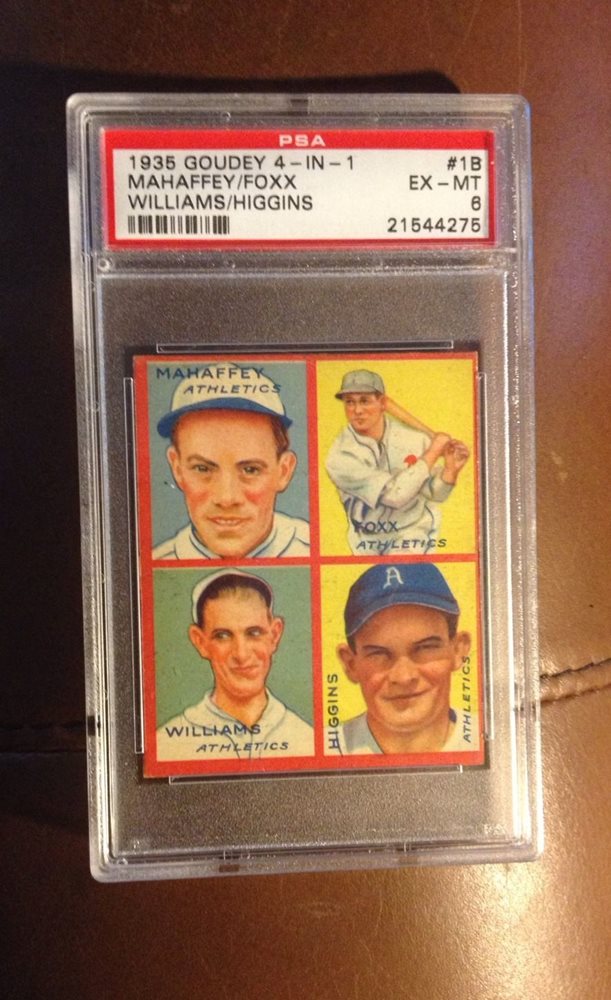 PSA
1935 GOUDEY 4-IN-1 #1B
MAHAFFEY/FOXX EX-MT
WILLIAMS/HIGGINS 6
21544275
MAHAFFEY
ATHLETICS
FOXX
ATHLETICS
WILLIAMS
ATHLETICS
A
HIGGINS
ATHLETICS